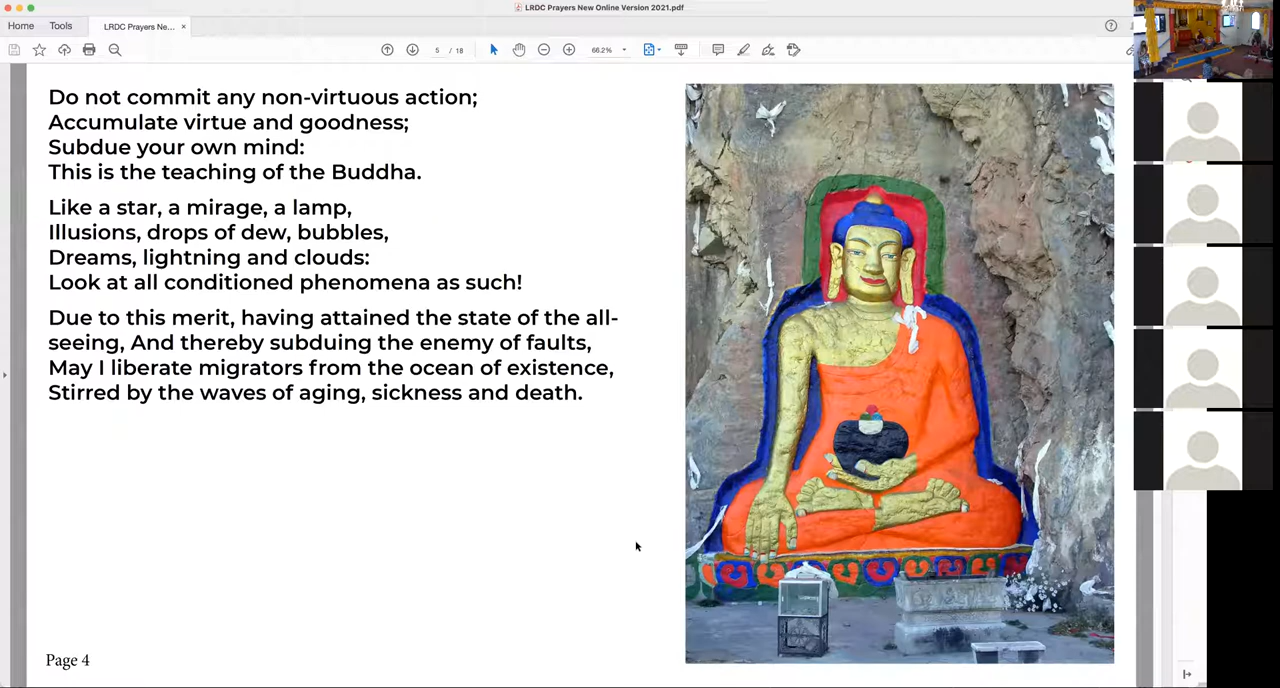 LRDC Prayers New Online Version 2021.pdf
Home
Tools
LRDC Prayers Ne... ×
5 / 18
66.2%
Do not commit any non-virtuous action;
Accumulate virtue and goodness;
Subdue your own mind:
This is the teaching of the Buddha.
Like a star, a mirage, a lamp,
Illusions, drops of dew, bubbles,
Dreams, lightning and clouds:
Look at all conditioned phenomena as such!
Due to this merit, having attained the state of the all-
seeing, And thereby subduing the enemy of faults,
May I liberate migrators from the ocean of existence,
Stirred by the waves of aging, sickness and death.
Page 4